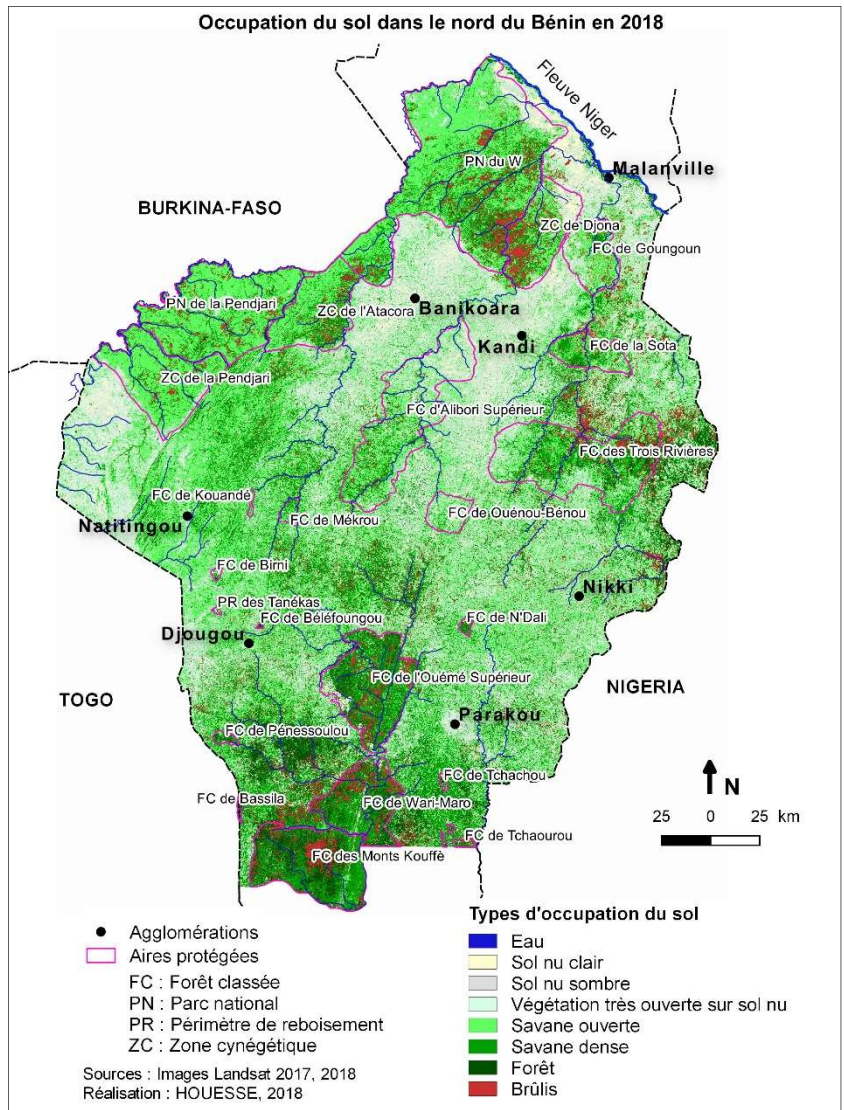 Occupation du sol dans le nord du Bénin en 2018
Fleuve Niger
PN du W
Malanville
BURKINA-FASO
ZC de Djona
FC de Goungoun
PN de la Pendjari
ZC de l'Atacora
Banikoara
Kandi
FC de la Sota
ZC de la Pendjari
FC d'Alibori Supérieur
FC des Trois Rivières
FC de Kouandé
FC de Mékrou
FC de Ouénou-Bénou
Natitingou
FC de Birni
Nikki
PR des Tanékas
FC de Béléfoungou
FC de N'Dali
Djougou
FC de l'Ouémé Supérieur
NIGERIA
TOGO
Parakou
FC de Pénessoulou
N
FC de Tchachou
FC de Bassila
FC de Wari-Maro
25 0 25 km
FC de Tchaourou
FC des Monts Kouffè
Agglomérations
Aires protégées
FC : Forêt classée
PN : Parc national
PR : Périmètre de reboisement
ZC : Zone cynégétique
Sources : Images Landsat 2017, 2018
Réalisation : HOUESSE, 2018
Types d'occupation du sol
Eau
Sol nu clair
Sol nu sombre
Végétation très ouverte sur sol nu
Savane ouverte
Savane dense
Forêt
Brûlis